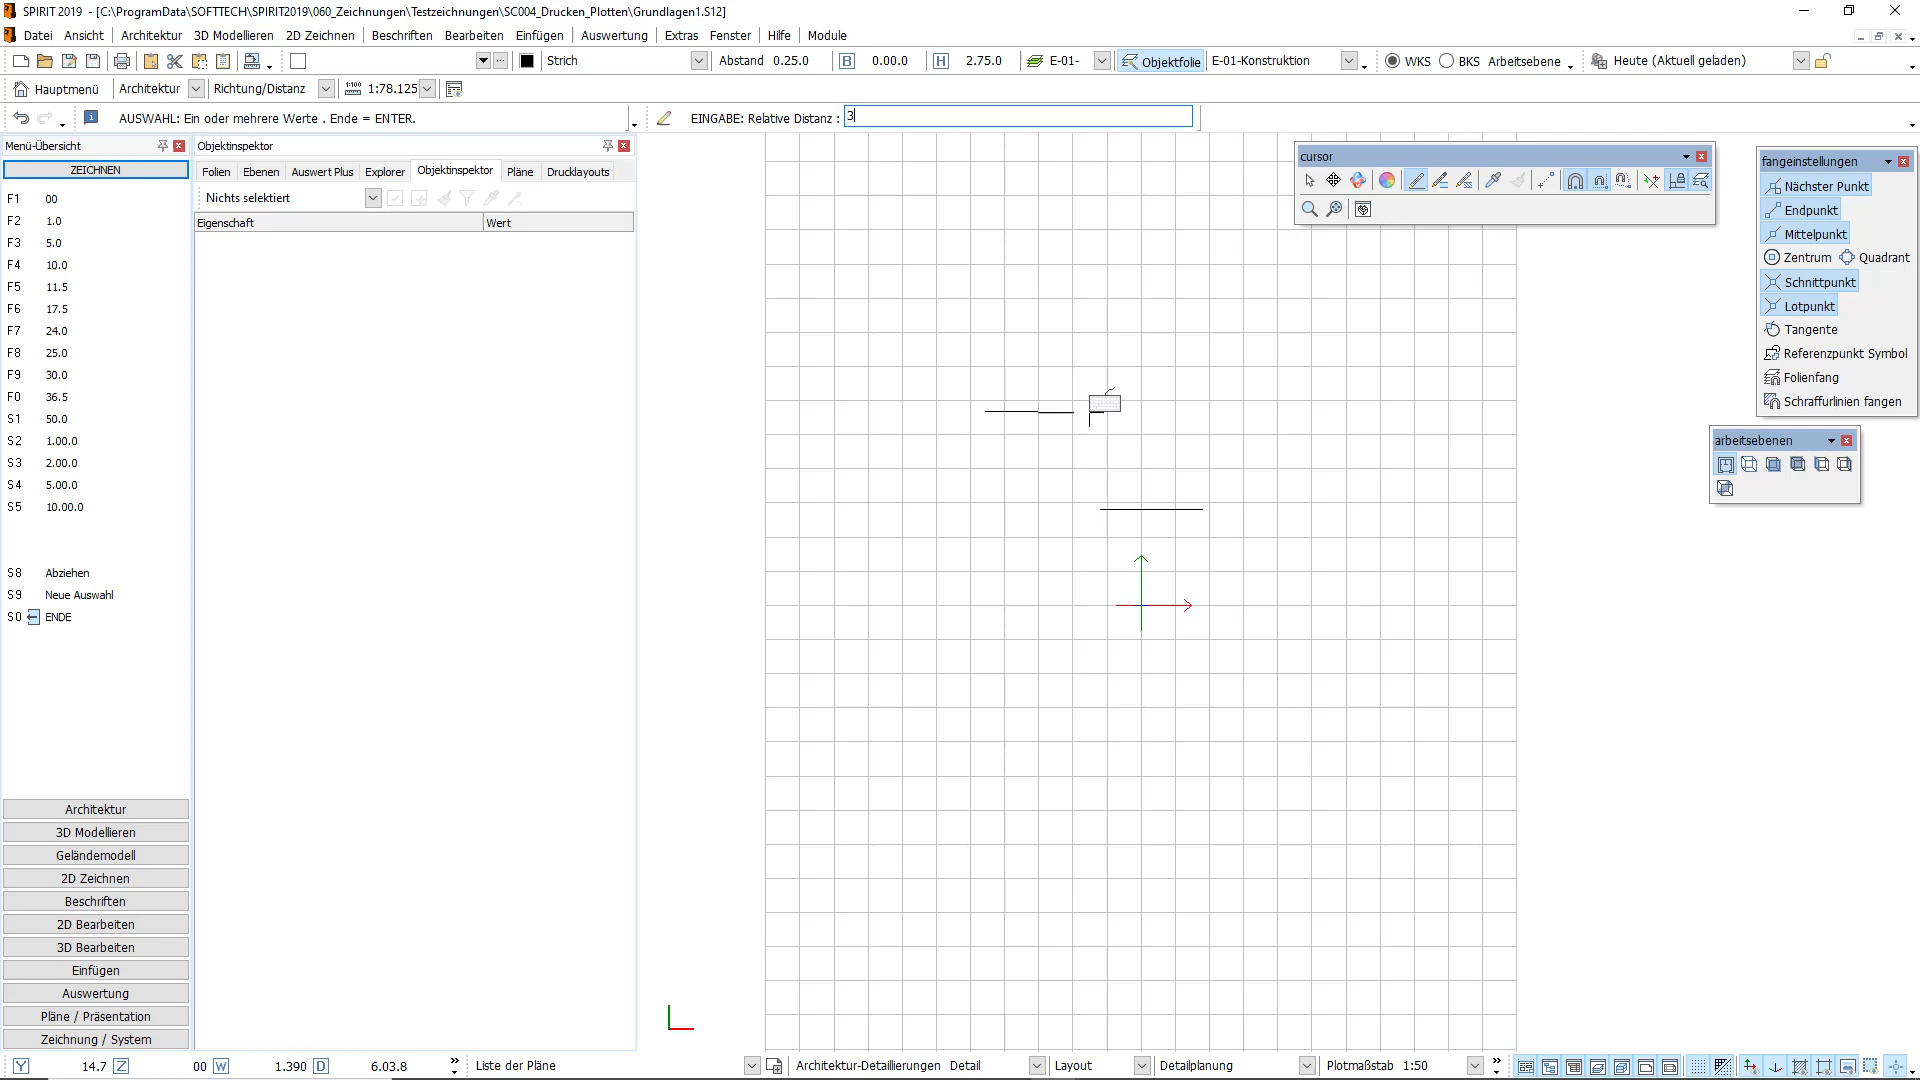 SPIRIT 2019 - [C:\ProgramData\SOFTTECH\SPIRIT2019\060_Zeichnungen\Testzeichnungen\SC004_Drucken_Plotten\Grundlagen1.S12]
Datei Ansicht Architektur 3D Modellieren 2D Zeichnen Beschriften Bearbeiten Einfügen Auswertung Extras Fenster Hilfe Module
Strich Abstand 0.25.0 B 0.00.0 H 2.75.0 E-01- Objektfolie E-01-Konstruktion WKS BKS Arbeitsebene Heute (Aktuell geladen)
Hauptmenü Architektur Richtung/Distanz 1:100 1:78.125
AUSWAHL: Ein oder mehrere Werte . Ende = ENTER. EINGABE: Relative Distanz : 3
Menü-Übersicht
ZEICHNEN
F1 00
F2 1.0
F3 5.0
F4 10.0
F5 11.5
F6 17.5
F7 24.0
F8 25.0
F9 30.0
F0 36.5
S1 50.0
S2 1.00.0
S3 2.00.0
S4 5.00.0
S5 10.00.0
S8 Abziehen
S9 Neue Auswahl
S0 ENDE
Architektur
3D Modellieren
Geländemodell
2D Zeichnen
Beschriften
2D Bearbeiten
3D Bearbeiten
Einfügen
Auswertung
Pläne / Präsentation
Zeichnung / System
Objektinspektor
Folien Ebenen Auswert Plus Explorer Objektinspektor Pläne Drucklayouts
Nichts selektiert
Eigenschaft Wert
cursor
fangeinstellungen
Nächster Punkt
Endpunkt
Mittelpunkt
Zentrum Quadrant
Schnittpunkt
Lotpunkt
Tangente
Referenzpunkt Symbol
Folienfang
Schraffurlinien fangen
arbeitsebenen
Y 14.7 Z 00 W 1.390 D 6.03.8 Liste der Pläne Architektur-Detaillierungen Detail Layout Detailplanung Plotmaßstab 1:50